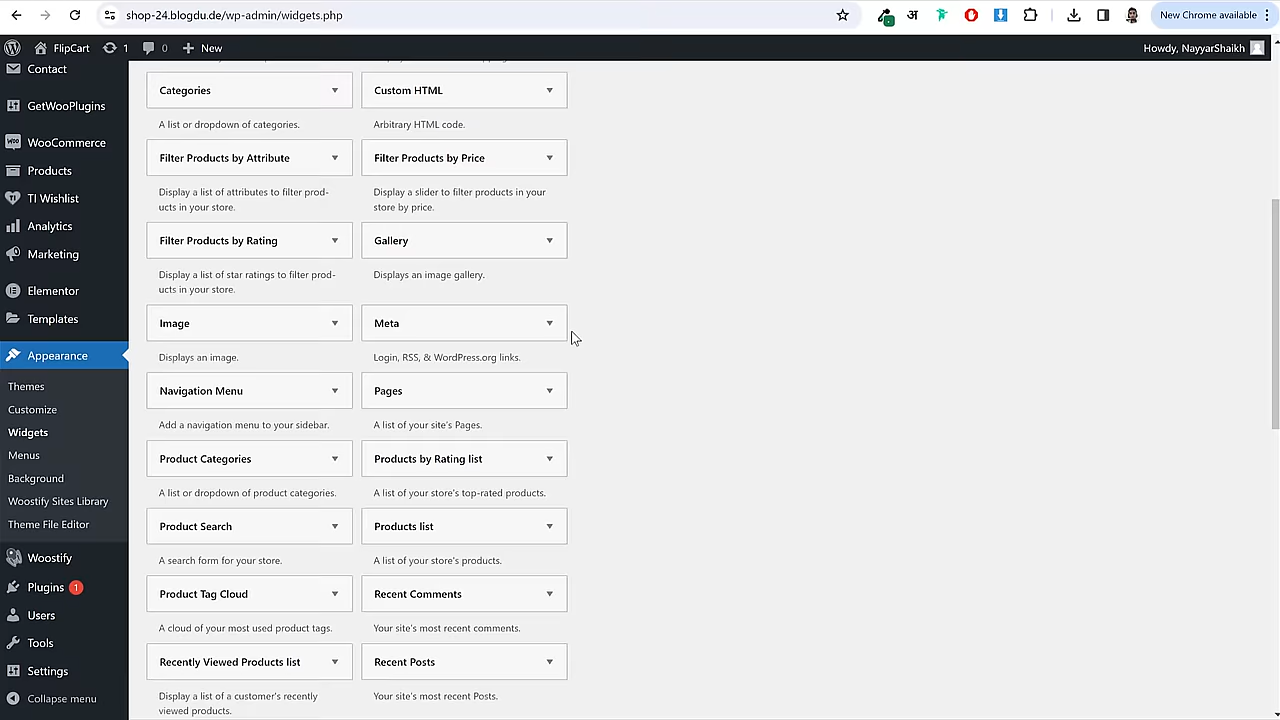 shop-24.blogdu.de/wp-admin/widgets.php
अ
New Chrome available
FlipCart
1
0
New
Howdy, NayyarShaikh
Contact
GetWooPlugins
WooCommerce
Products
TI Wishlist
Analytics
Marketing
Elementor
Templates
Appearance
Themes
Customize
Widgets
Menus
Background
Woostify Sites Library
Theme File Editor
Woostify
Plugins 1
Users
Tools
Settings
Collapse menu
Categories
A list or dropdown of categories.
Custom HTML
Arbitrary HTML code.
Filter Products by Attribute
Display a list of attributes to filter prod-
ucts in your store.
Filter Products by Price
Display a slider to filter products in your
store by price.
Filter Products by Rating
Display a list of star ratings to filter prod-
ucts in your store.
Gallery
Displays an image gallery.
Image
Displays an image.
Meta
Login, RSS, & WordPress.org links.
Navigation Menu
Add a navigation menu to your sidebar.
Pages
A list of your site's Pages.
Product Categories
A list or dropdown of product categories.
Products by Rating list
A list of your store's top-rated products.
Product Search
A search form for your store.
Products list
A list of your store's products.
Product Tag Cloud
A cloud of your most used product tags.
Recent Comments
Your site's most recent comments.
Recently Viewed Products list
Display a list of a customer's recently
viewed products.
Recent Posts
Your site's most recent Posts.